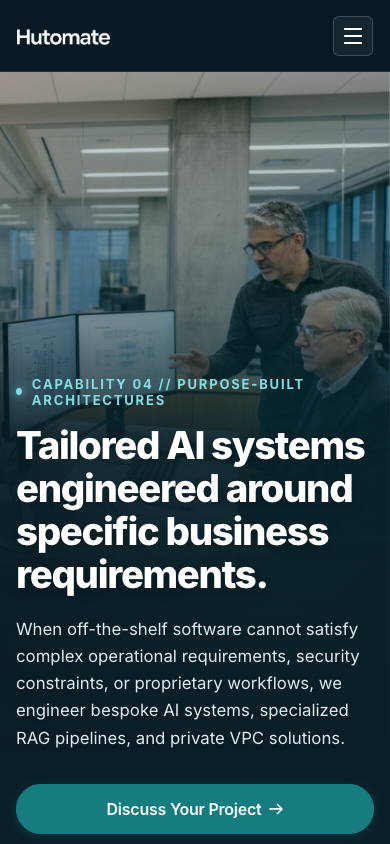 Hutomate
CAPABILITY 04 // PURPOSE-BUILT
ARCHITECTURES
Tailored AI systems
engineered around
specific business
requirements.
When off-the-shelf software cannot satisfy
complex operational requirements, security
constraints, or proprietary workflows, we
engineer bespoke AI systems, specialized
RAG pipelines, and private VPC solutions.
Discuss Your Project →